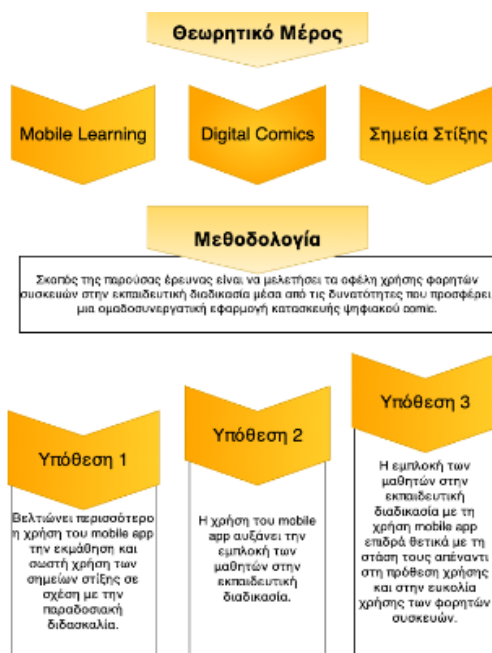 Θεωρητικό Μέρος
Mobile Learning
Digital Comics
Σημεία Στίξης
Μεθοδολογία
Σκοπός της παρούσας έρευνας είναι να μελετήσει τα οφέλη χρήσης φορητών
συσκευών στην εκπαιδευτική διαδικασία μέσα από τις δυνατότητες που προσφέρει
μια ομαδοσυνεργατική εφαρμογή κατασκευής ψηφιακού comic.
Υπόθεση 1
Βελτιώνει περισσότερο
η χρήση του mobile app
την εκμάθηση και
σωστή χρήση των
σημείων στίξης σε
σχέση με την
παραδοσιακή
διδασκαλία.
Υπόθεση 2
Η χρήση του mobile
app αυξάνει την
εμπλοκή των
μαθητών στην
εκπαιδευτική
διαδικασία.
Υπόθεση 3
Η εμπλοκή των
μαθητών στην
εκπαιδευτική
διαδικασία με τη
χρήση mobile app
επιδρά θετικά με τη
στάση τους απέναντι
στη πρόθεση χρήσης
και στην ευκολία
χρήσης των φορητών
συσκευών.